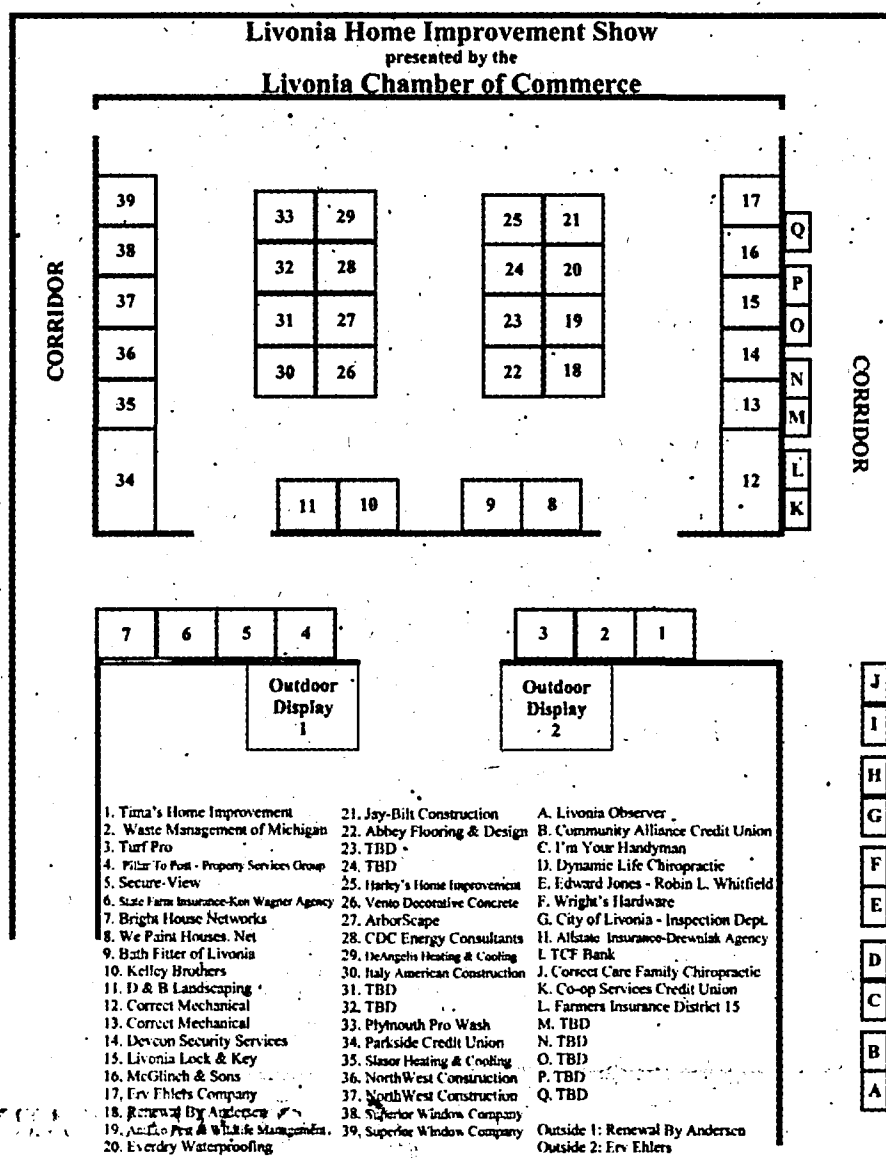 Livonia Home Improvement Show
presented by the
Livonia Chamber of Commerce
CORRIDOR
39
38
37
36
35
34
33 29
32 28
31 27
30 26
25 21
24 20
23 19
22 18
17
16
15
14
13
12
Q
P
O
N
M
L
K
CORRIDOR
11 10
9 8
7 6 5 4
3 2 1
Outdoor
Display
1
Outdoor
Display
2
J
I
H
G
F
E
D
C
B
A
1. Tima's Home Improvement
2. Waste Management of Michigan
3. Turf Pro
4. Pillar To Post - Property Services Group
5. Secure-View
6. State Farm Insurance-Ken Wagner Agency
7. Bright House Networks
8. We Paint Houses. Net
9. Bath Fitter of Livonia
10. Kelley Brothers
11. D & B Landscaping
12. Correct Mechanical
13. Correct Mechanical
14. Devcon Security Services
15. Livonia Lock & Key
16. McGlinch & Sons
17. Erv Ehlers Company
18. Renewal By Andersen
19. Pest & Wildlife Management.
20. Everdry Waterproofing
21. Jay-Bilt Construction
22. Abbey Flooring & Design
23. TBD
24. TBD
25. Harley's Home Improvement
26. Vento Decorative Concrete
27. ArborScape
28. CDC Energy Consultants
29. DeAngelis Heating & Cooling
30. Italy American Construction
31. TBD
32. TBD
33. Plymouth Pro Wash
34. Parkside Credit Union
35. Slasor Heating & Cooling
36. NorthWest Construction
37. NorthWest Construction
38. Superior Window Company
39. Superior Window Company
A. Livonia Observer
B. Community Alliance Credit Union
C. I'm Your Handyman
D. Dynamic Life Chiropractic
E. Edward Jones - Robin L. Whitfield
F. Wright's Hardware
G. City of Livonia - Inspection Dept.
H. Allstate Insurance-Drewniak Agency
I. TCF Bank
J. Correct Care Family Chiropractic
K. Co-op Services Credit Union
L. Farmers Insurance District 15
M. TBD
N. TBD
O. TBD
P. TBD
Q. TBD
Outside 1: Renewal By Andersen
Outside 2: Erv Ehlers